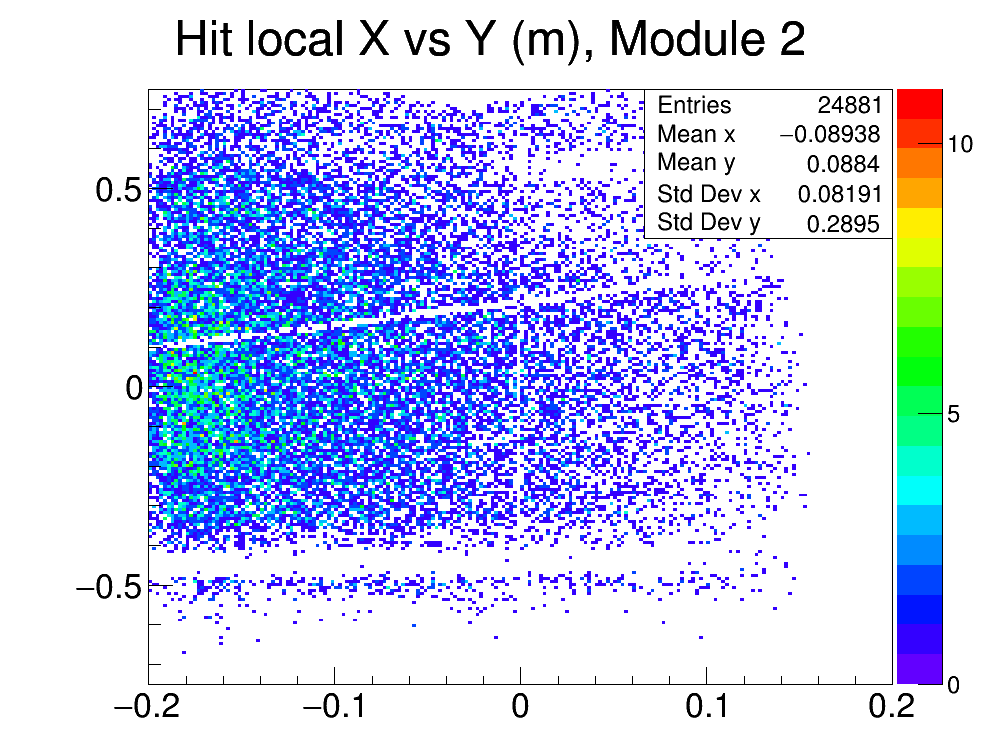 Hit local X vs Y (m), Module 2
Entries 24881
Mean x −0.08938
Mean y 0.0884
Std Dev x 0.08191
Std Dev y 0.2895
10
5
0
0.5
0
−0.5
−0.2 −0.1 0 0.1 0.2